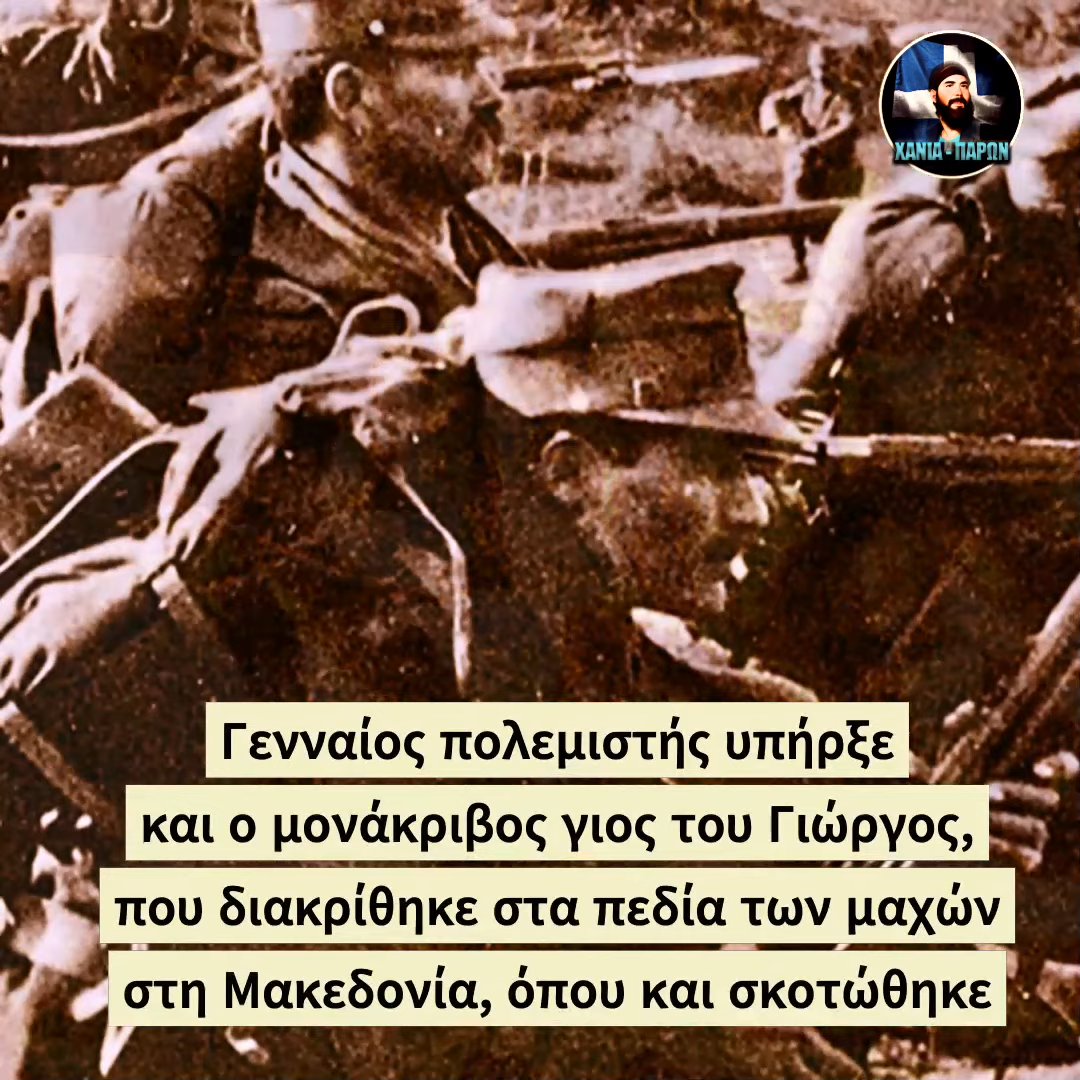 ΧΑΝΙΑ - ΠΑΡΩΝ
Γενναίος πολεμιστής υπήρξε
και ο μονάκριβος γιος του Γιώργος,
που διακρίθηκε στα πεδία των μαχών
στη Μακεδονία, όπου και σκοτώθηκε